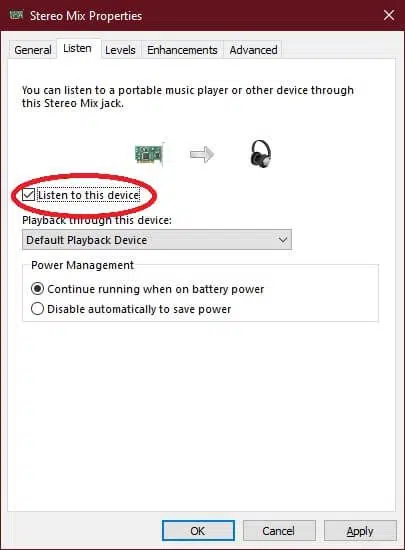 Stereo Mix Properties
General Listen Levels Enhancements Advanced
You can listen to a portable music player or other device through
this Stereo Mix jack.
Listen to this device
Playback through this device:
Default Playback Device
Power Management
Continue running when on battery power
Disable automatically to save power
OK Cancel Apply